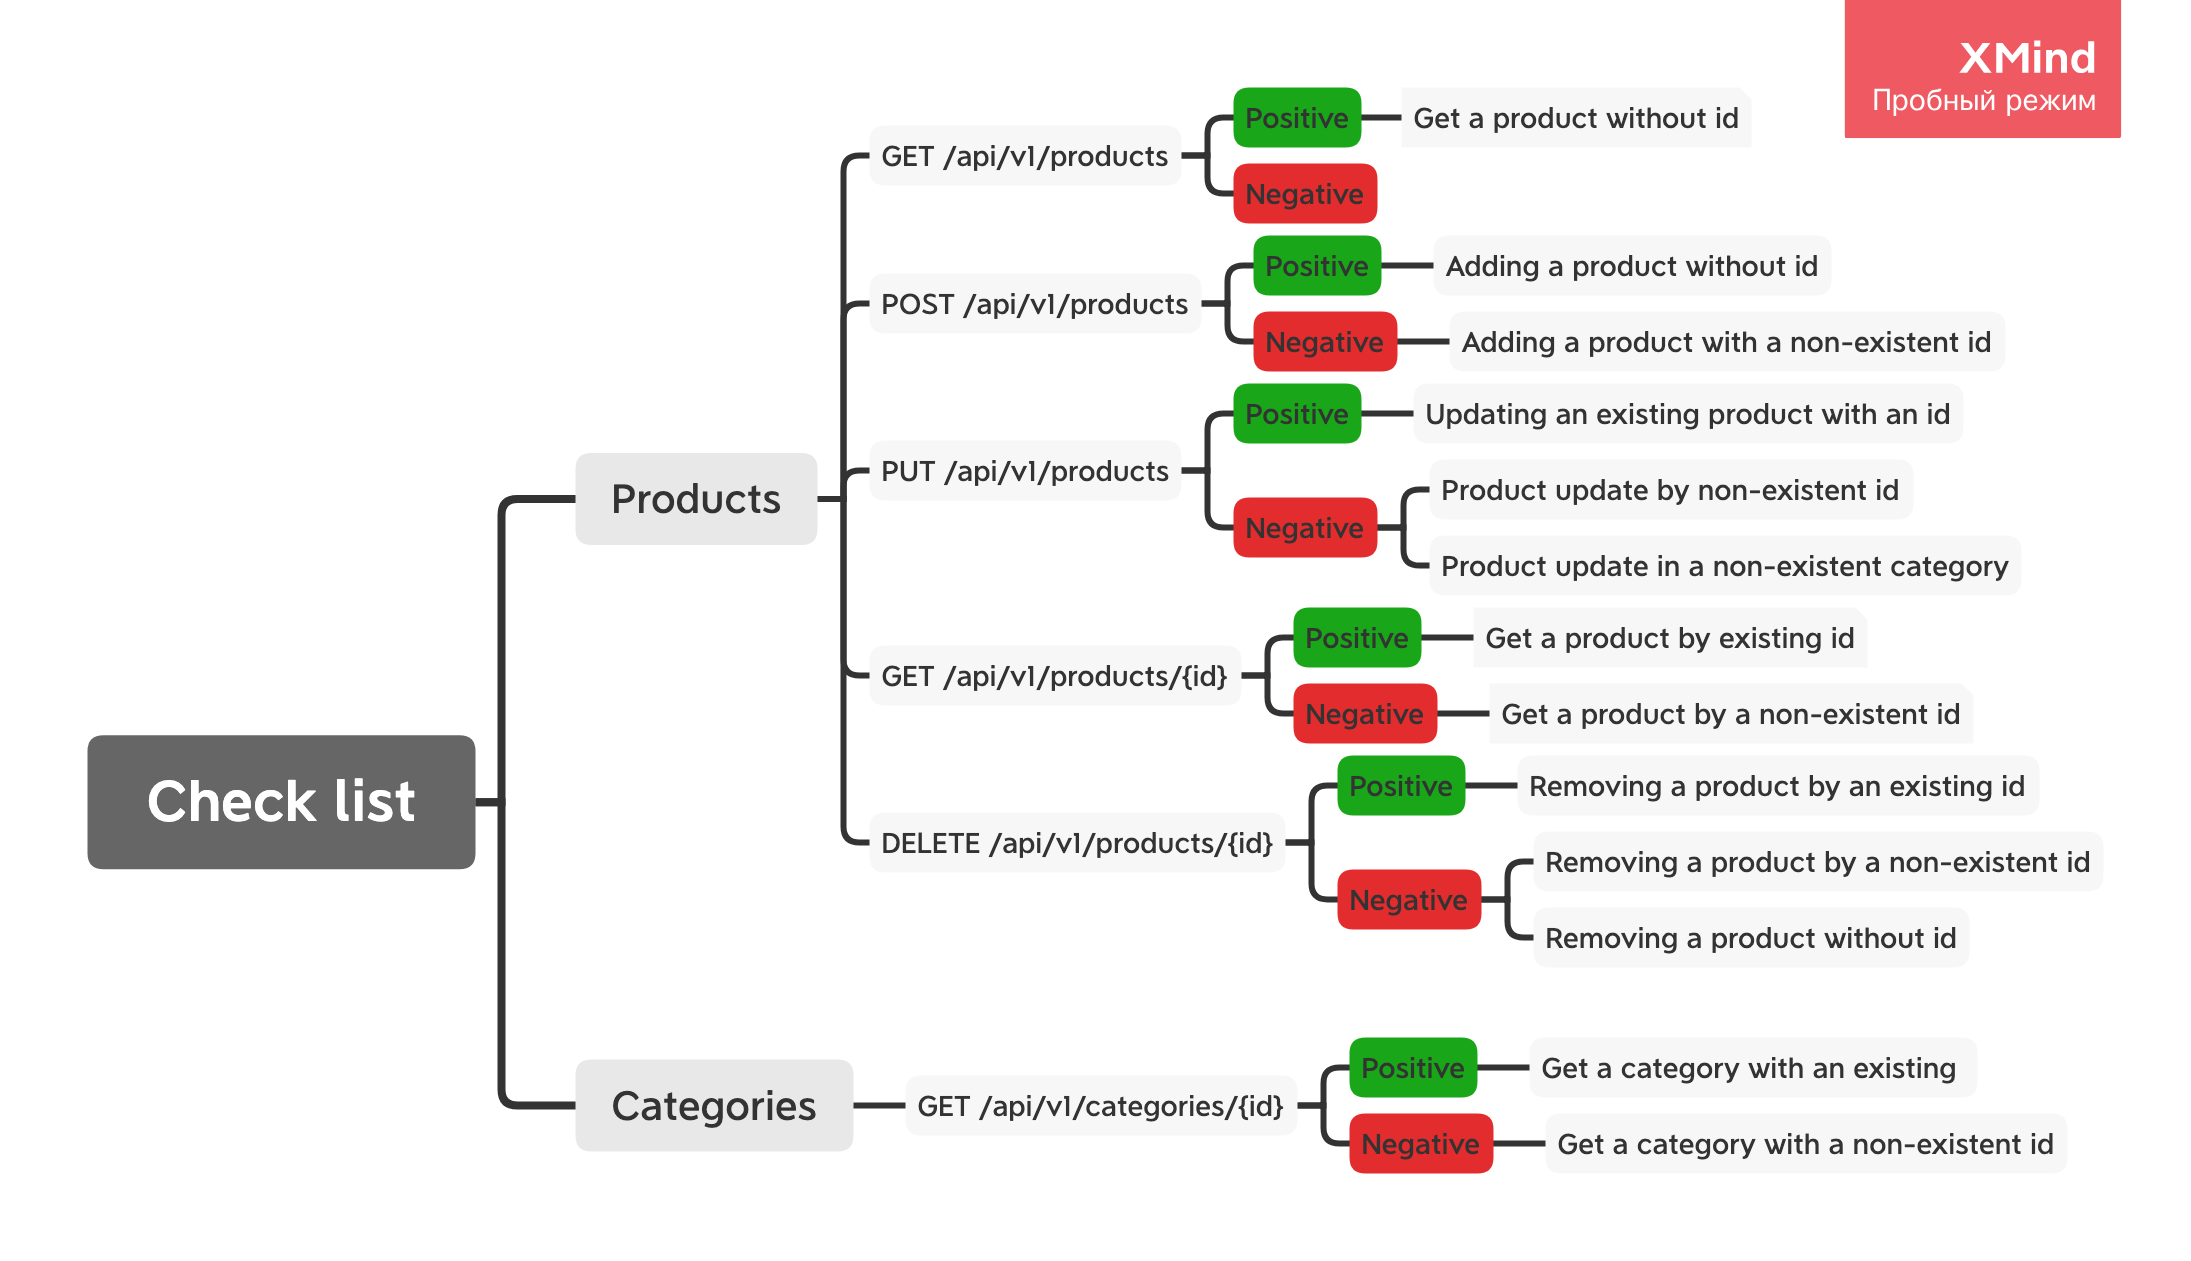 XMind
Пробный режим
Check list
Products
GET /api/v1/products
Positive
Get a product without id
Negative
POST /api/v1/products
Positive
Adding a product without id
Negative
Adding a product with a non-existent id
PUT /api/v1/products
Positive
Updating an existing product with an id
Negative
Product update by non-existent id
Product update in a non-existent category
GET /api/v1/products/{id}
Positive
Get a product by existing id
Negative
Get a product by a non-existent id
DELETE /api/v1/products/{id}
Positive
Removing a product by an existing id
Negative
Removing a product by a non-existent id
Removing a product without id
Categories
GET /api/v1/categories/{id}
Positive
Get a category with an existing
Negative
Get a category with a non-existent id